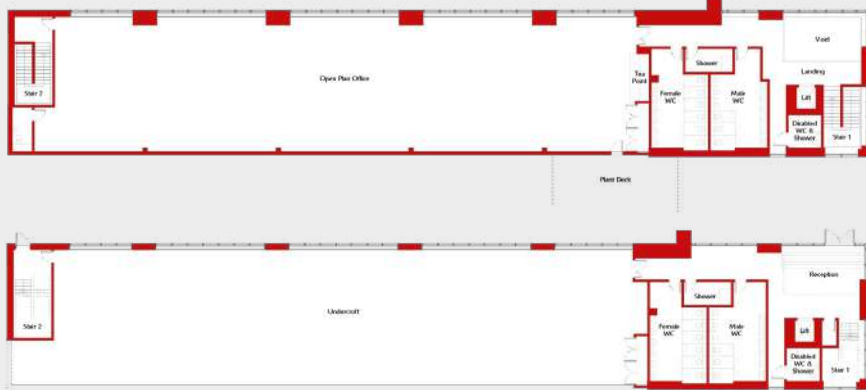 Void
Shower
Open Plan Office
Tea
Point
Landing
Stair 2
Female
WC
Male
WC
Lift
Disabled
WC &
Shower
Stair 1
Plant Deck
Reception
Shower
Undercroft
Stair 2
Female
WC
Male
WC
Lift
Disabled
WC &
Shower
Stair 1